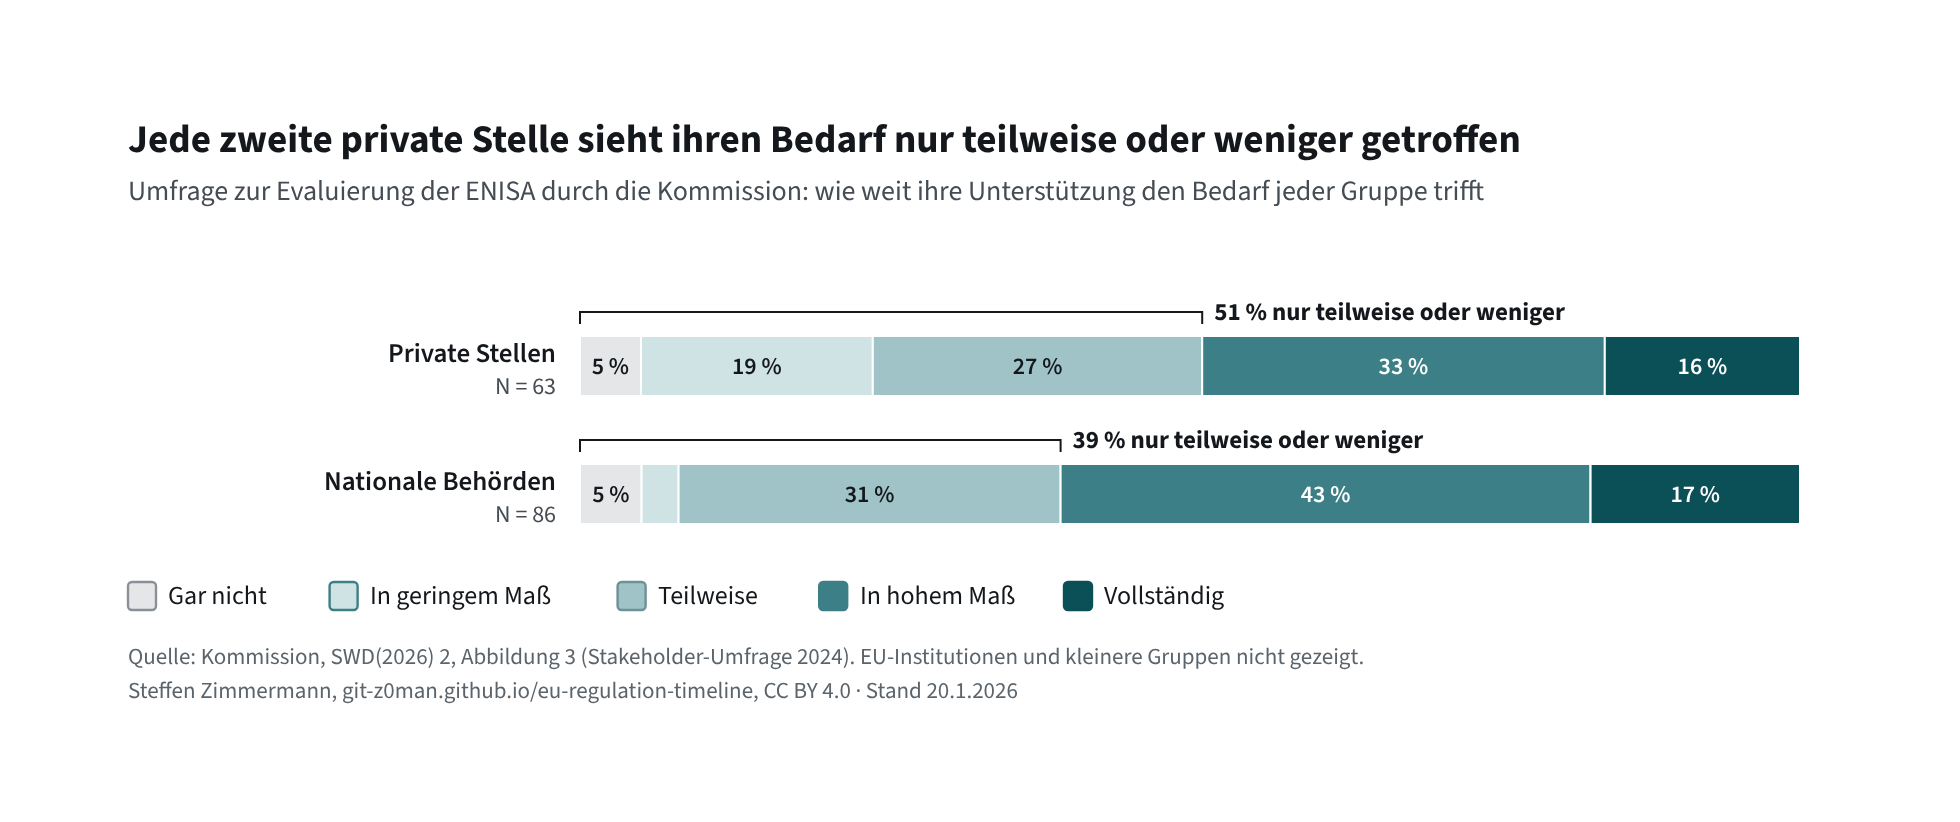 Jede zweite private Stelle sieht ihren Bedarf nur teilweise oder weniger getroffen
Umfrage zur Evaluierung der ENISA durch die Kommission: wie weit ihre Unterstützung den Bedarf jeder Gruppe trifft
51 % nur teilweise oder weniger
Private Stellen
N = 63
5 % 19 % 27 % 33 % 16 %
39 % nur teilweise oder weniger
Nationale Behörden
N = 86
5 % 31 % 43 % 17 %
Gar nicht In geringem Maß Teilweise In hohem Maß Vollständig
Quelle: Kommission, SWD(2026) 2, Abbildung 3 (Stakeholder-Umfrage 2024). EU-Institutionen und kleinere Gruppen nicht gezeigt.
Steffen Zimmermann, git-z0man.github.io/eu-regulation-timeline, CC BY 4.0 · Stand 20.1.2026